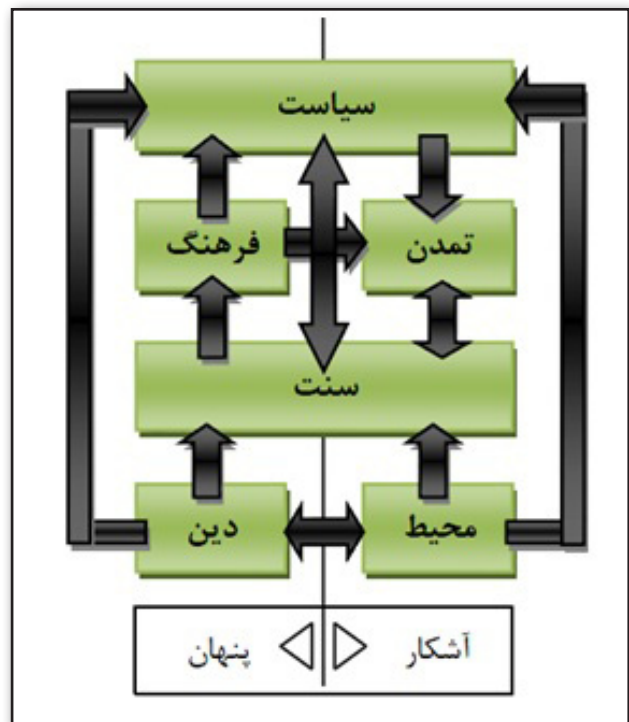 سیاست
تمدن
فرهنگ
سنت
محیط
دین
آشکار
پنهان